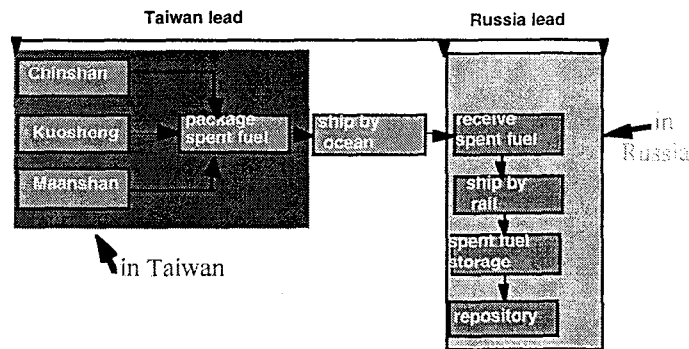 Taiwan lead
Russia lead
Chinshan
Kuosheng
Maanshan
package
spent fuel
ship by
ocean
receive
spent fuel
ship by
rail
spent fuel
storage
repository
in Taiwan
in
Russia